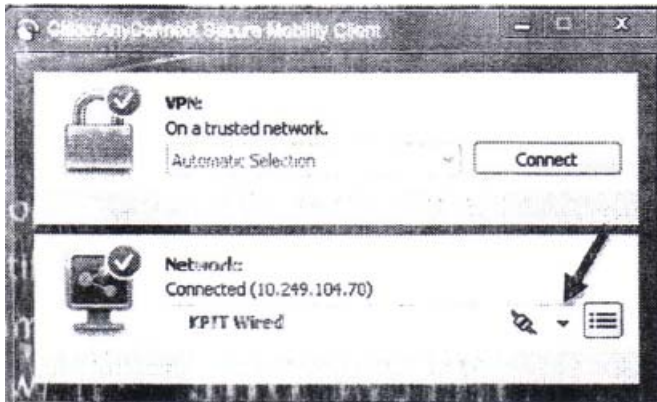 Cisco AnyConnect Secure Mobility Client
VPN:
On a trusted network.
Automatic Selection
Connect
Network:
Connected (10.249.104.70)
KPIT Wired